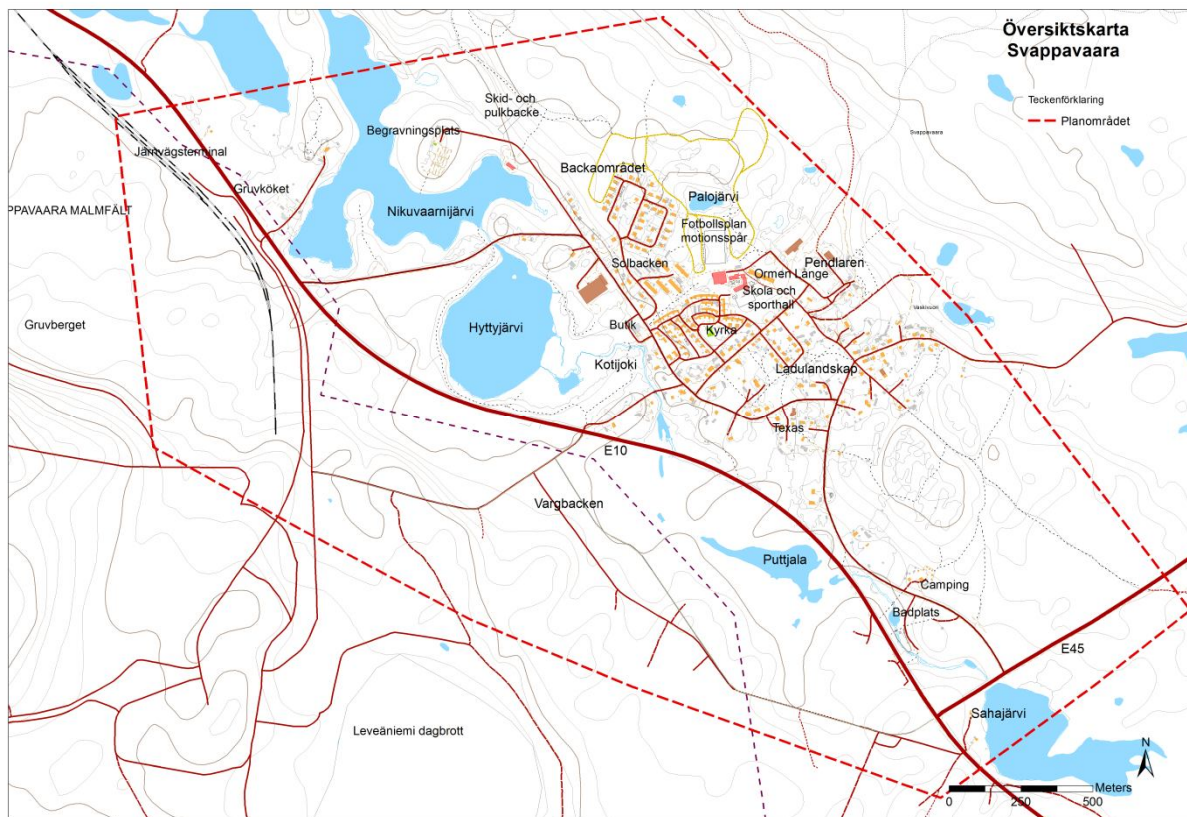 Översiktskarta
Svappavaara
Teckenförklaring
Planområdet
Skid- och
pulkbacke
Begravningsplats
Järnvägsterminal
Backaområdet
Gruvköket
Palojärvi
PPAVAARA MALMFÄLT
Nikuvaarnijärvi
Fotbollsplan
motionsspår
Svappavaara
Solbacken
Pendlaren
Ormen Långe
Skola och
sporthall
Gruvberget
Hyttyjärvi
Butik
Kyrka
Kotijoki
Ladulandskap
Texas
E10
Vargbacken
Puttjala
Camping
Badplats
E45
Sahajärvi
Leveäniemi dagbrott
N
Meters
0 250 500